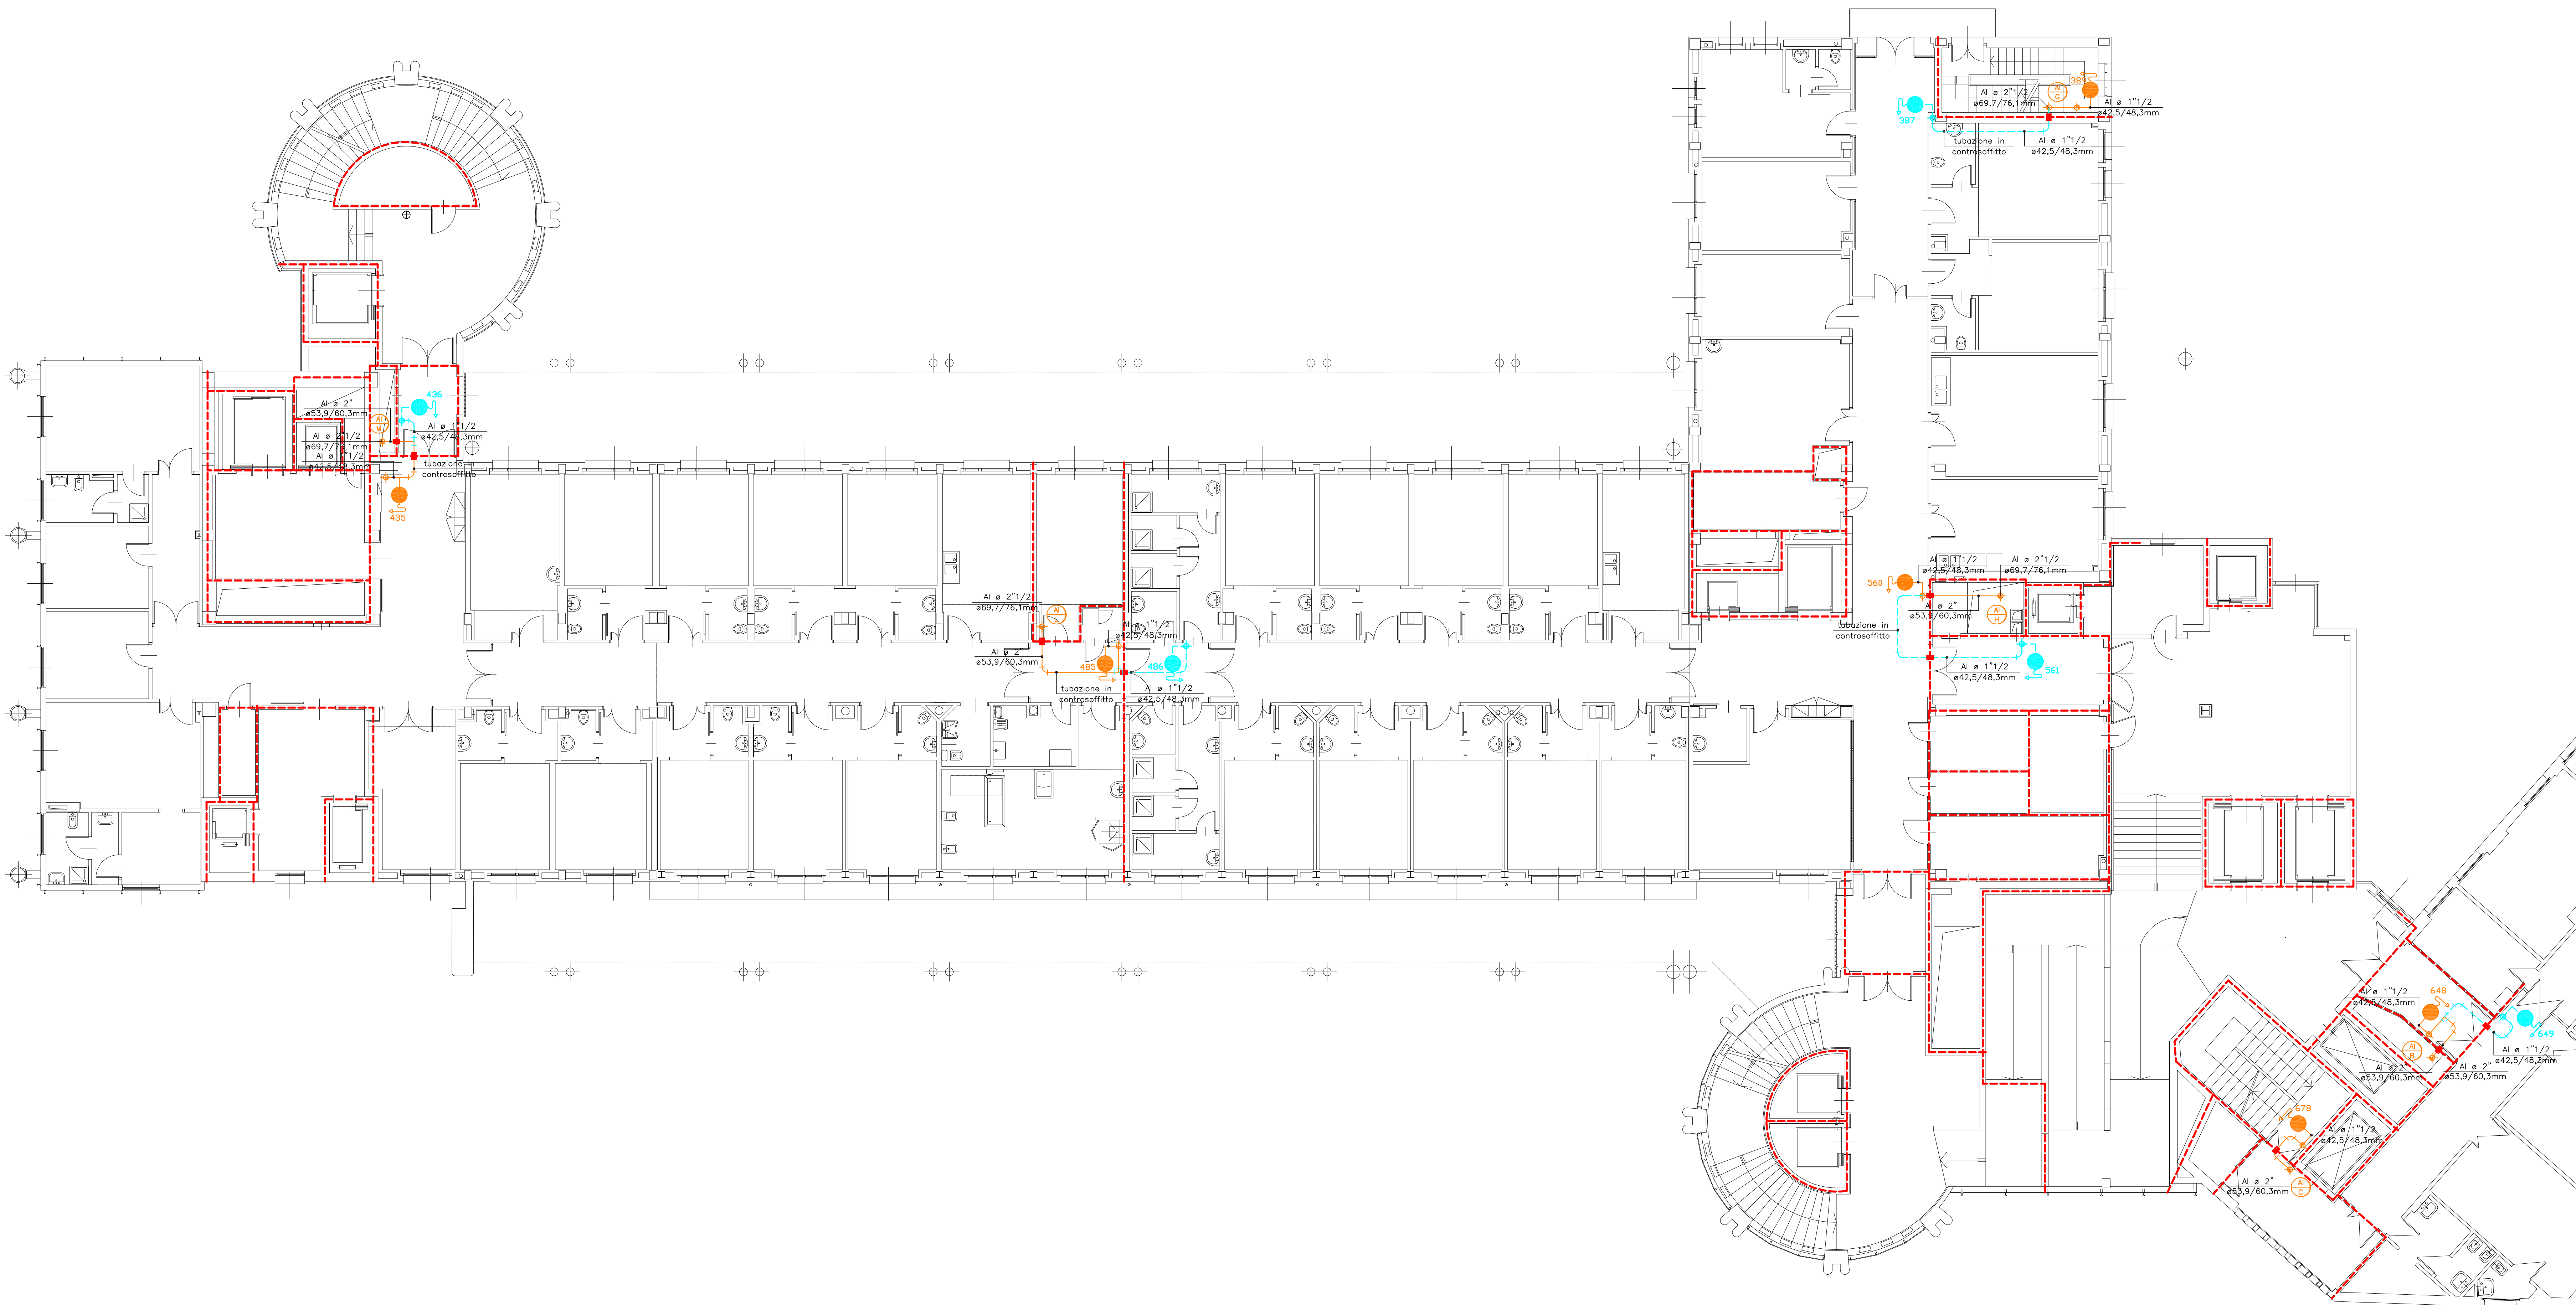 389
Al ø 2"1/2
ø69,7/76,1mm
Al
G
Al ø 1"1/2
ø42,5/48,3mm
387
tubazione in
controsoffitto
Al ø 1"1/2
ø42,5/48,3mm
436
Al ø 2"
ø53,9/60,3mm
Al
M
Al ø 1"1/2
ø42,5/48,3mm
Al ø 2"1/2
ø69,7/76,1mm
Al ø 1"1/2
ø42,5/48,3mm
tubazione in
controsoffitto
435
Al ø 2"1/2
ø69,7/76,1mm
Al
L
Al ø 1"1/2
ø42,5/48,3mm
Al ø 2"
ø53,9/60,3mm
485
486
tubazione in
controsoffitto
Al ø 1"1/2
ø42,5/48,3mm
Al ø 1"1/2
ø42,5/48,3mm
Al ø 2"1/2
ø69,7/76,1mm
560
Al ø 2"
ø53,9/60,3mm
Al
H
tubazione in
controsoffitto
561
Al ø 1"1/2
ø42,5/48,3mm
H
648
Al ø 1"1/2
ø42,5/48,3mm
649
Al
B
Al ø 1"1/2
ø42,5/48,3mm
Al ø 2"
ø53,9/60,3mm
Al ø 2"
ø53,9/60,3mm
678
Al ø 1"1/2
ø42,5/48,3mm
Al ø 2"
ø53,9/60,3mm
Al
C